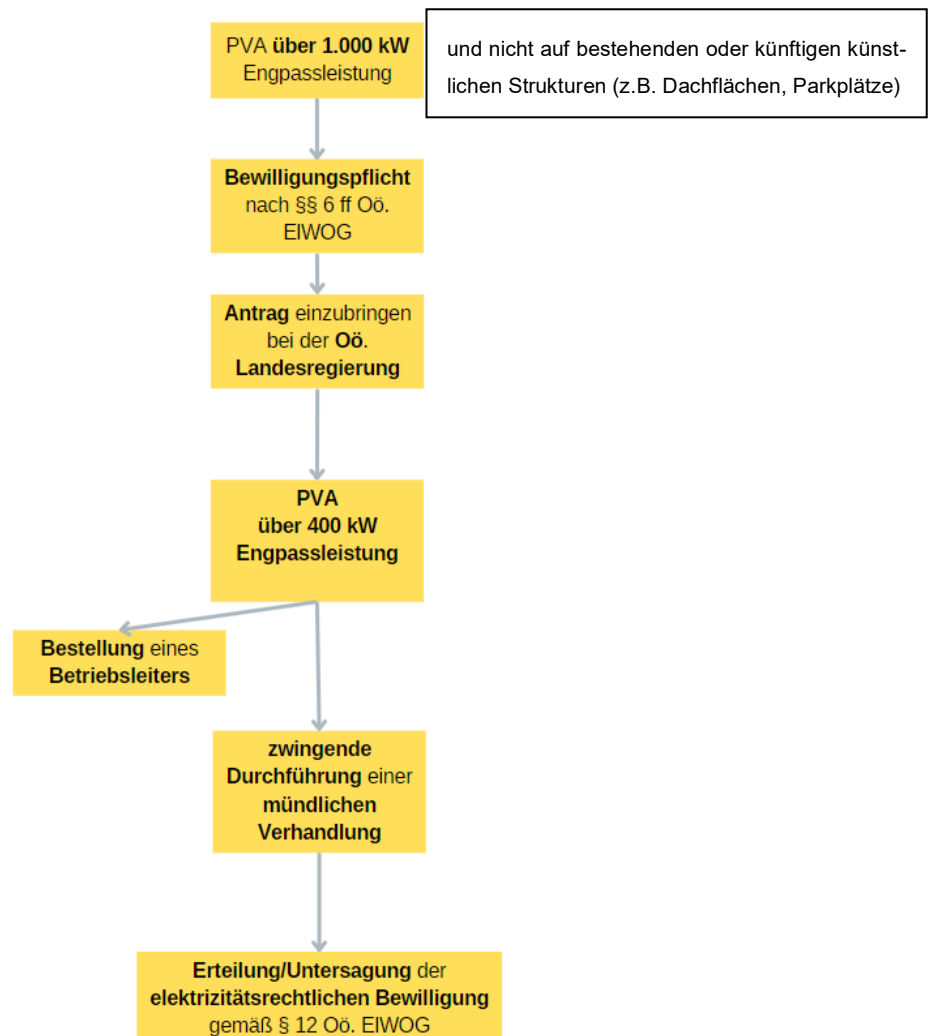 PVA über 1.000 kW
Engpassleistung
und nicht auf bestehenden oder künftigen künst-
lichen Strukturen (z.B. Dachflächen, Parkplätze)
Bewilligungspflicht
nach §§ 6 ff Oö.
ElWOG
Antrag einzubringen
bei der Oö.
Landesregierung
PVA
über 400 kW
Engpassleistung
Bestellung eines
Betriebsleiters
zwingende
Durchführung einer
mündlichen
Verhandlung
Erteilung/Untersagung der
elektrizitätsrechtlichen Bewilligung
gemäß § 12 Oö. ElWOG